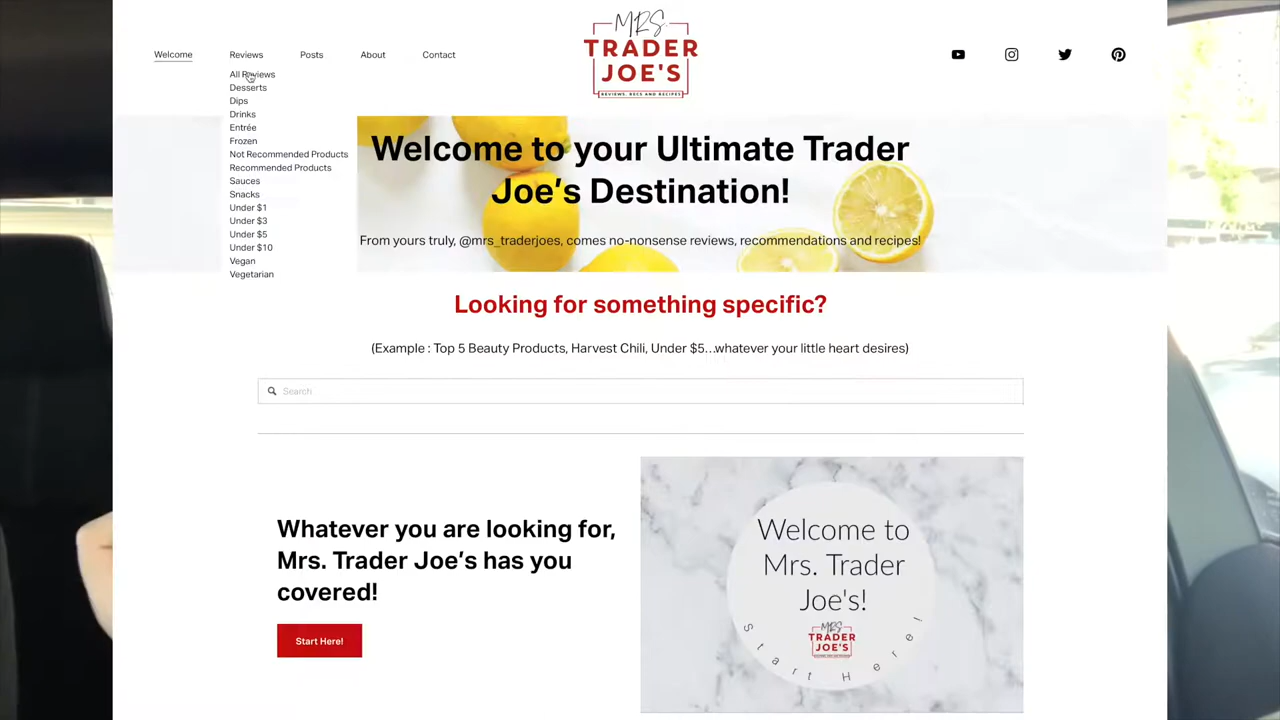 Welcome
Reviews
Posts
About
Contact
MRS.
TRADER
JOE'S
REVIEWS, RECS AND RECIPES
All Reviews
Desserts
Dips
Drinks
Entrée
Frozen
Not Recommended Products
Recommended Products
Sauces
Snacks
Under $1
Under $3
Under $5
Under $10
Vegan
Vegetarian
Welcome to your Ultimate Trader
Joe's Destination!
From yours truly, @mrs_traderjoes, comes no-nonsense reviews, recommendations and recipes!
Looking for something specific?
(Example : Top 5 Beauty Products, Harvest Chili, Under $5...whatever your little heart desires)
Search
Whatever you are looking for,
Mrs. Trader Joe's has you
covered!
Start Here!
Welcome to
Mrs. Trader
Joe's!
MRS.
TRADER
JOE'S
Start Here!